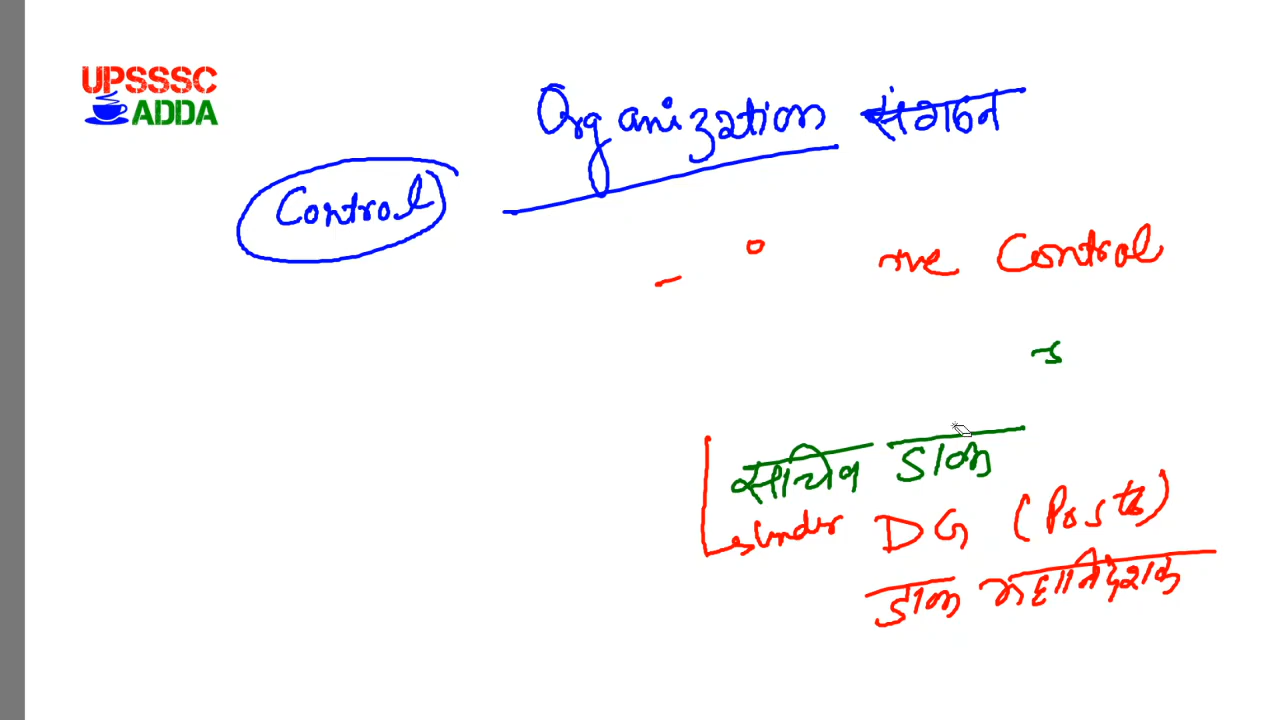 UPSSSC
ADDA
Organization संगठन
Control
Control
सचिव डाक
under DG (Posts)
डाक महानिदेशक